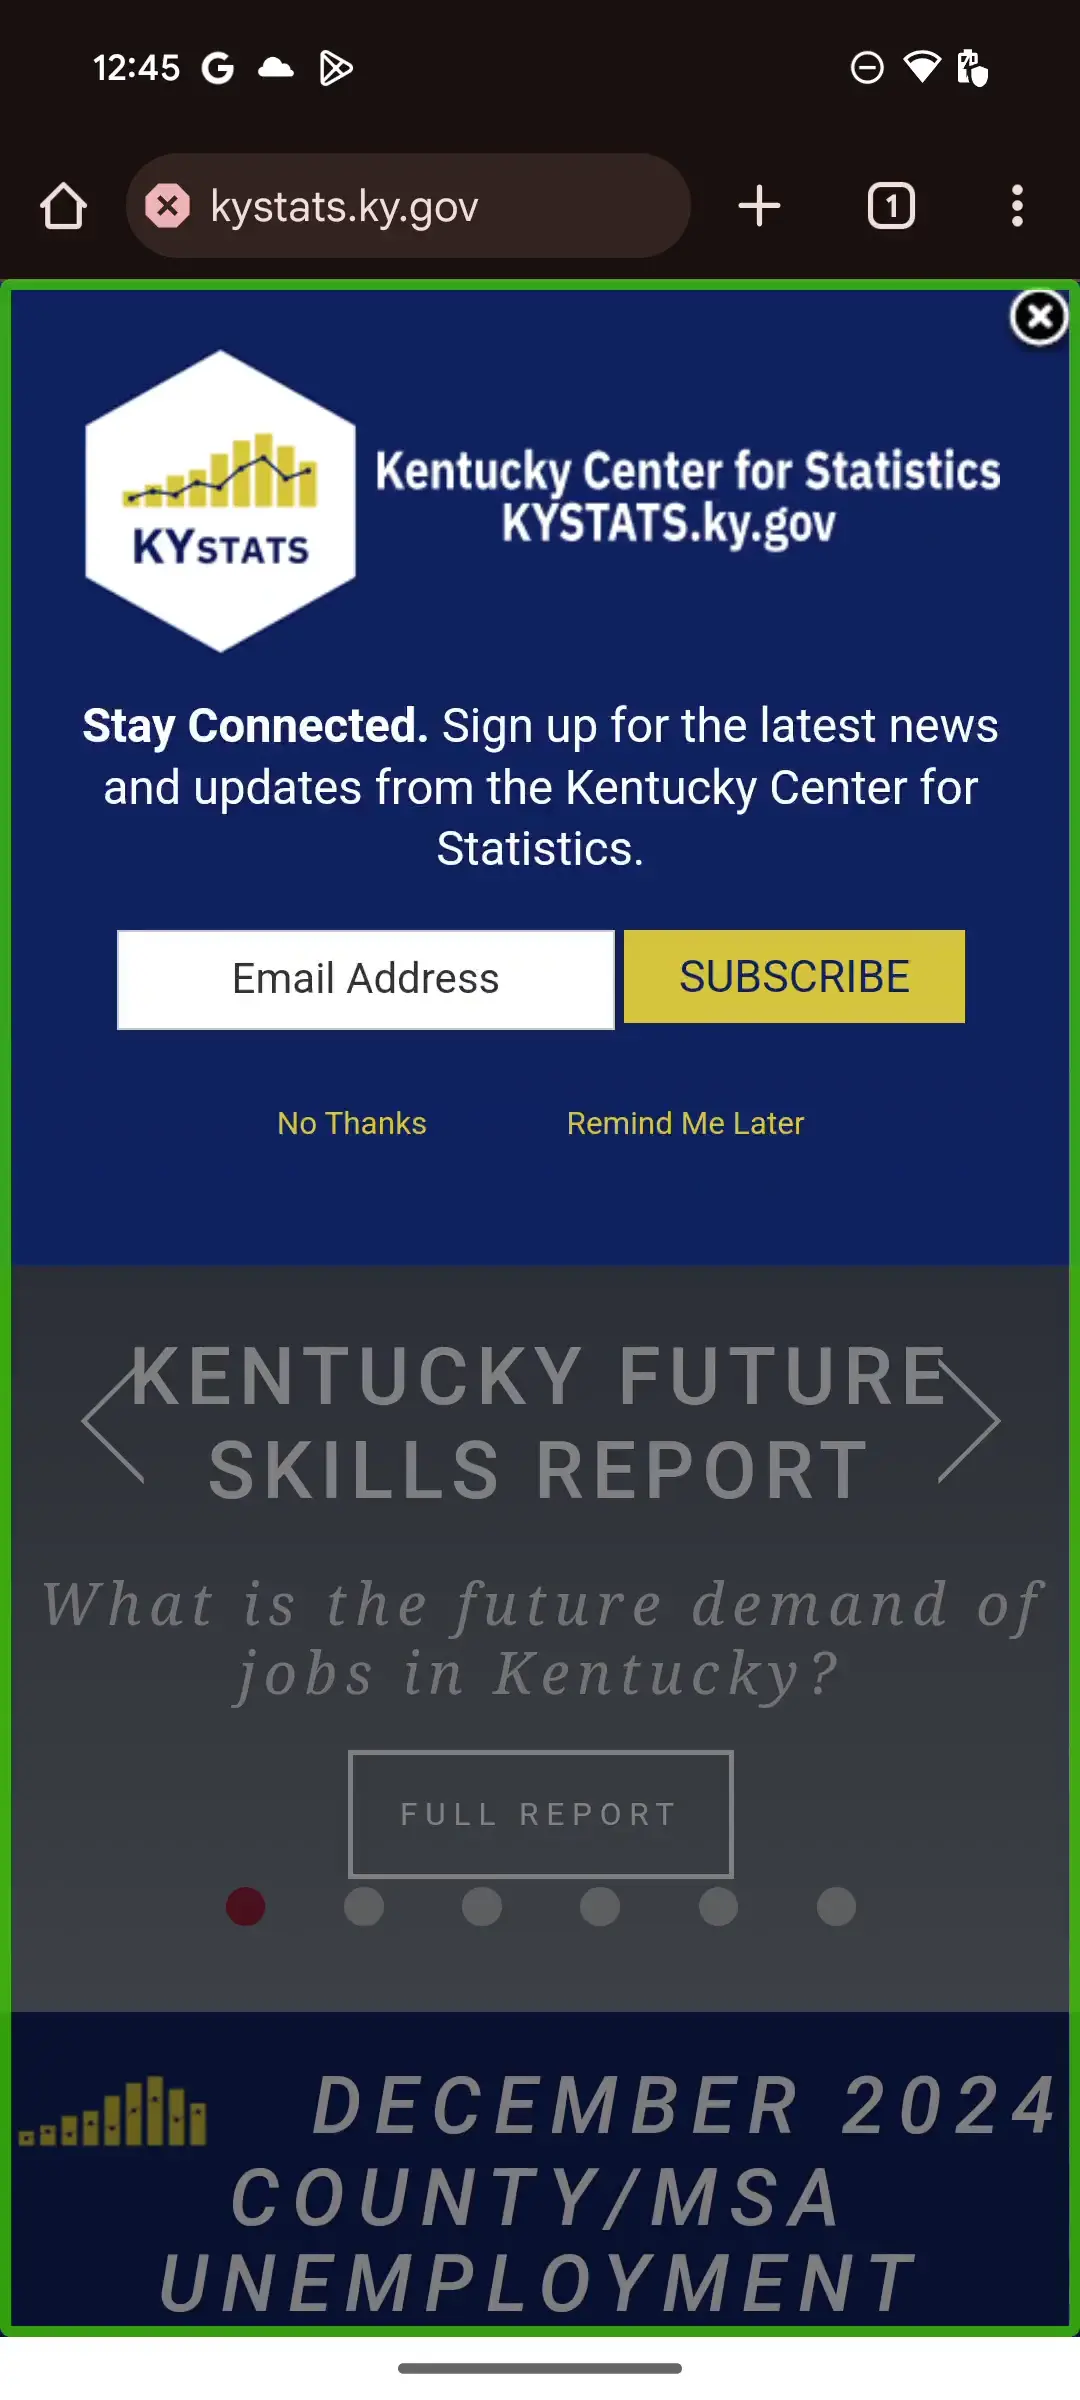 12:45
kystats.ky.gov
1
KYSTATS
Kentucky Center for Statistics
KYSTATS.ky.gov
Stay Connected. Sign up for the latest news
and updates from the Kentucky Center for
Statistics.
Email Address
SUBSCRIBE
No Thanks
Remind Me Later
KENTUCKY FUTURE
SKILLS REPORT
What is the future demand of
jobs in Kentucky?
FULL REPORT
DECEMBER 2024
COUNTY/MSA
UNEMPLOYMENT